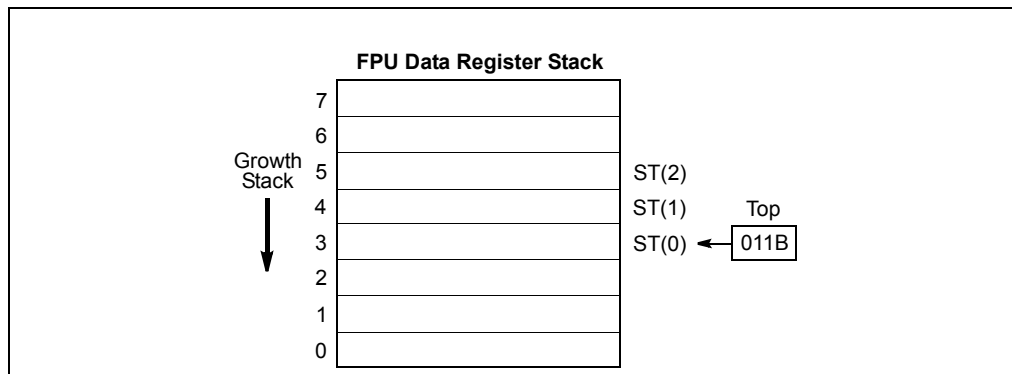 FPU Data Register Stack
7
6
Growth
Stack
5
ST(2)
4
ST(1)
Top
3
ST(0)
011B
2
1
0